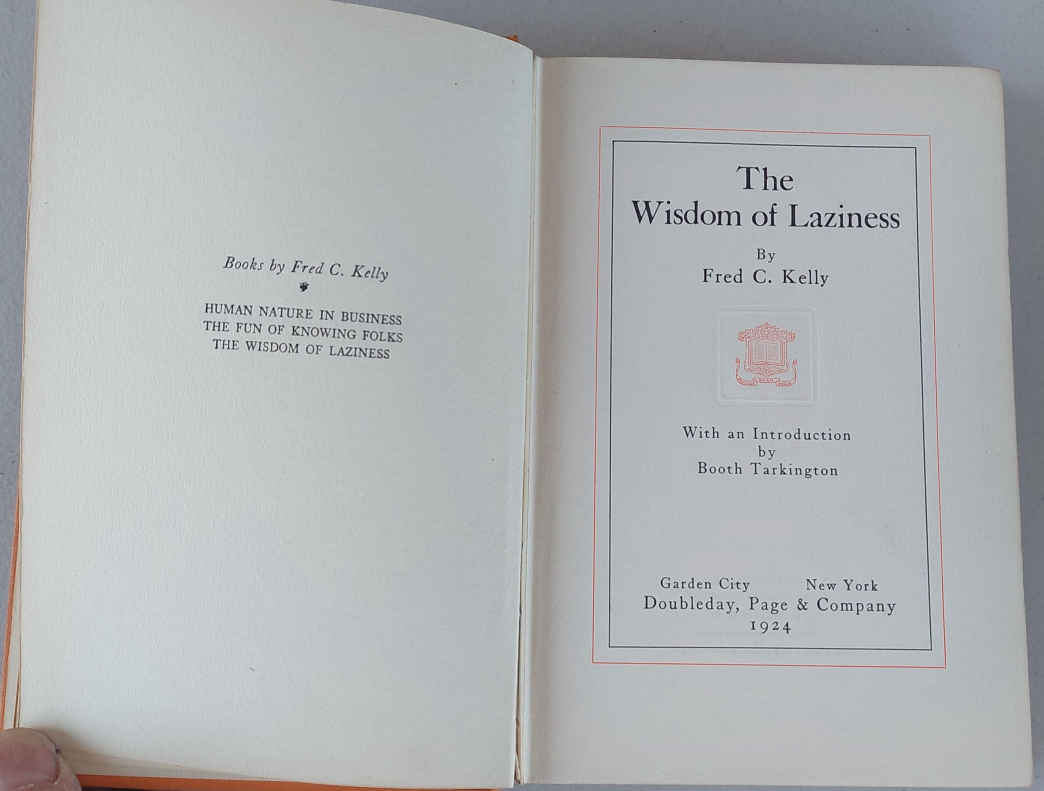 Books by Fred C. Kelly
HUMAN NATURE IN BUSINESS
THE FUN OF KNOWING FOLKS
THE WISDOM OF LAZINESS
The
Wisdom of Laziness
By
Fred C. Kelly
With an Introduction
by
Booth Tarkington
Garden City New York
Doubleday, Page & Company
1924